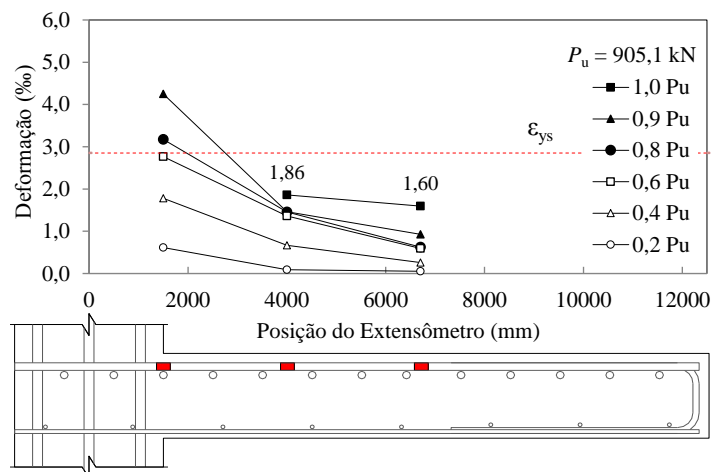 6,0
5,0
4,0
3,0
2,0
1,0
0,0
Deformação (‰)
P_u = 905,1 kN
1,0 Pu
0,9 Pu
0,8 Pu
0,6 Pu
0,4 Pu
0,2 Pu
ε_ys
1,86
1,60
0 2000 4000 6000 8000 10000 12000
Posição do Extensômetro (mm)